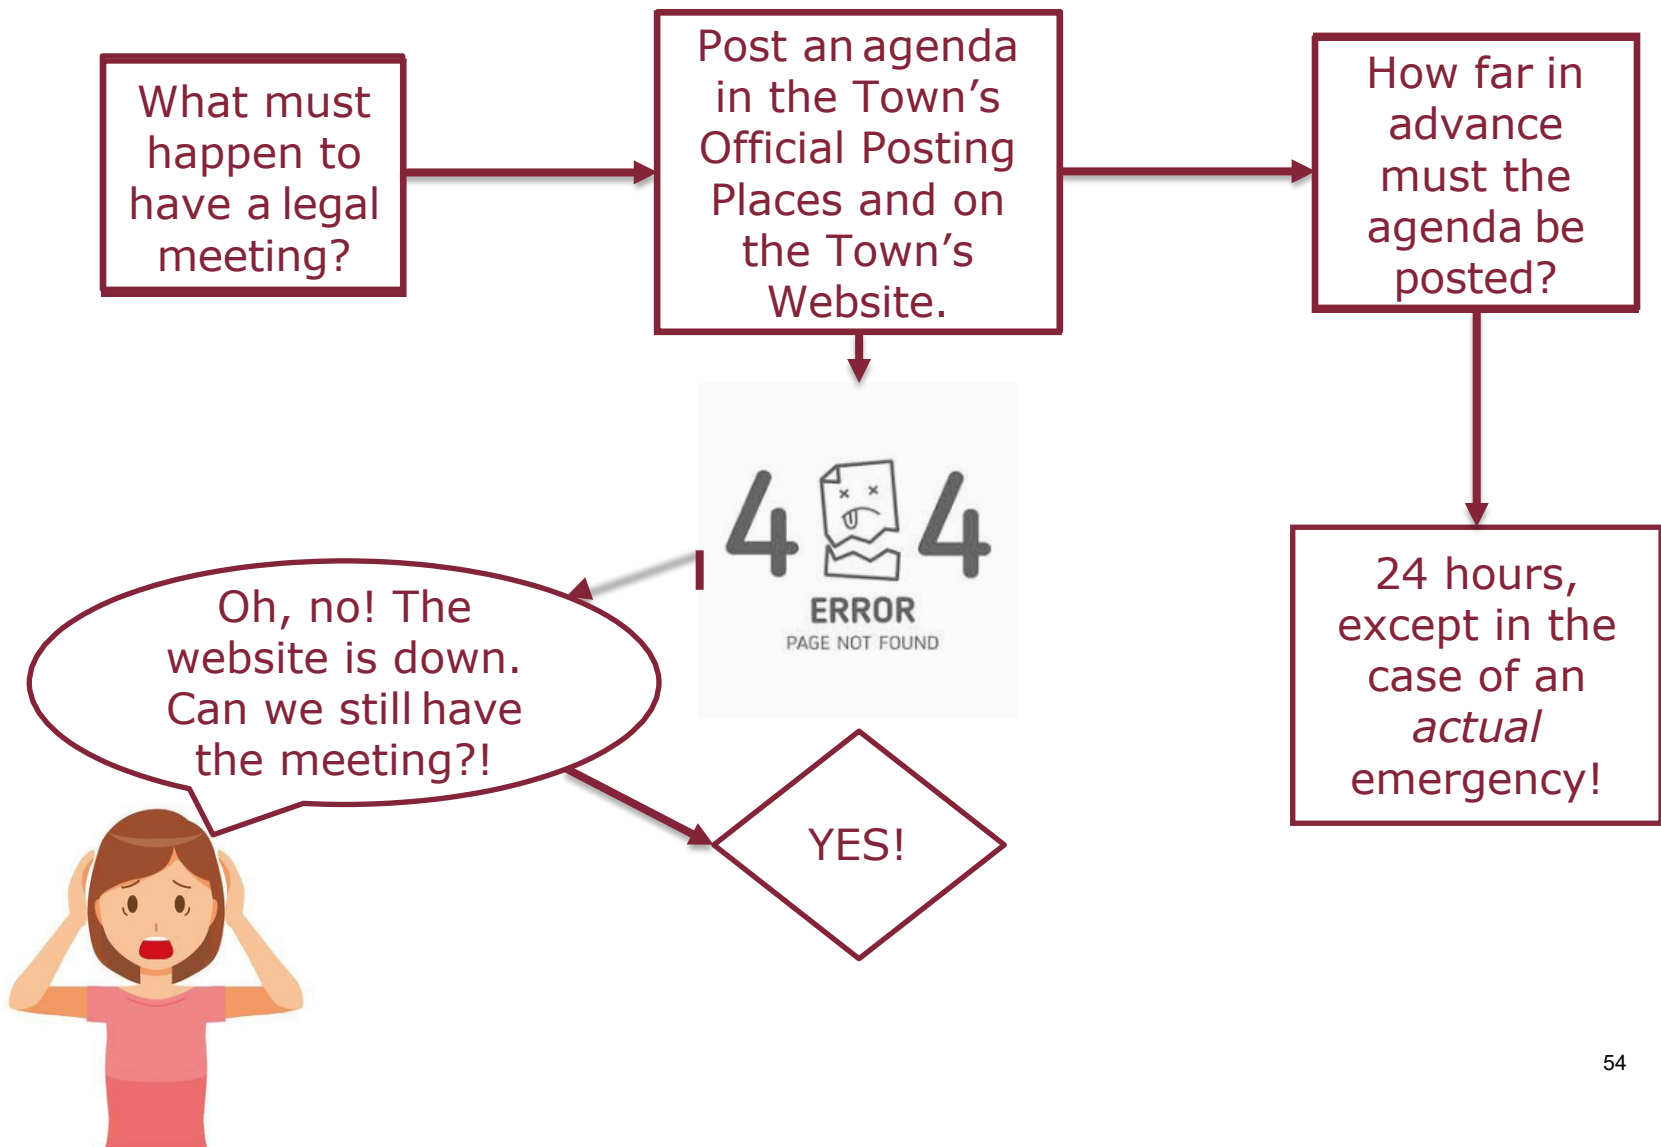 What must
happen to
have a legal
meeting?
Post an agenda
in the Town's
Official Posting
Places and on
the Town's
Website.
How far in
advance
must the
agenda be
posted?
4 4
ERROR
PAGE NOT FOUND
24 hours,
except in the
case of an
actual
emergency!
Oh, no! The
website is down.
Can we still have
the meeting?!
YES!
54